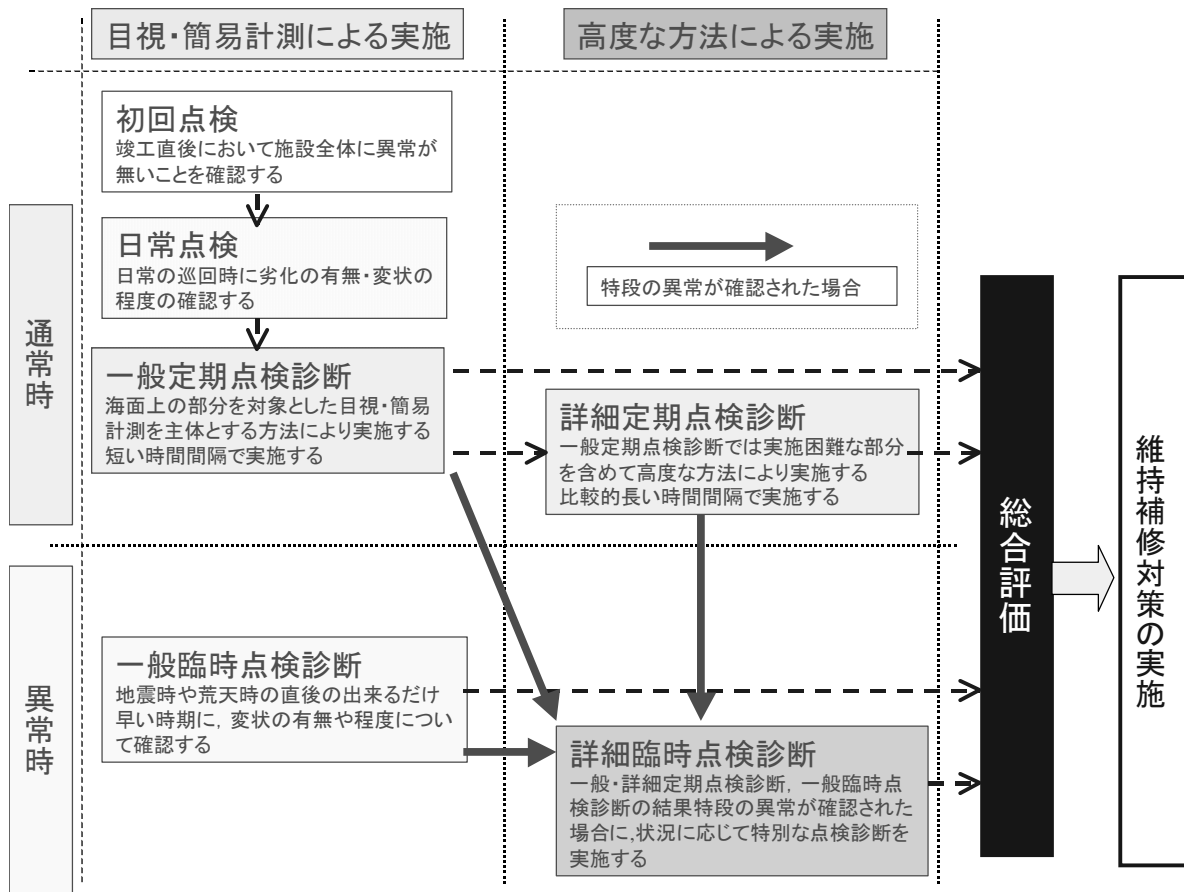 目視・簡易計測による実施
高度な方法による実施
初回点検
竣工直後において施設全体に異常が
無いことを確認する
日常点検
日常の巡回時に劣化の有無・変状の
程度の確認する
特段の異常が確認された場合
通常時
一般定期点検診断
海面上の部分を対象とした目視・簡易
計測を主体とする方法により実施する
短い時間間隔で実施する
詳細定期点検診断
一般定期点検診断では実施困難な部分
を含めて高度な方法により実施する
比較的長い時間間隔で実施する
異常時
一般臨時点検診断
地震時や荒天時の直後の出来るだけ
早い時期に, 変状の有無や程度につい
て確認する
詳細臨時点検診断
一般・詳細定期点検診断, 一般臨時点
検診断の結果特段の異常が確認された
場合に,状況に応じて特別な点検診断を
実施する
総合評価
維持補修対策の実施